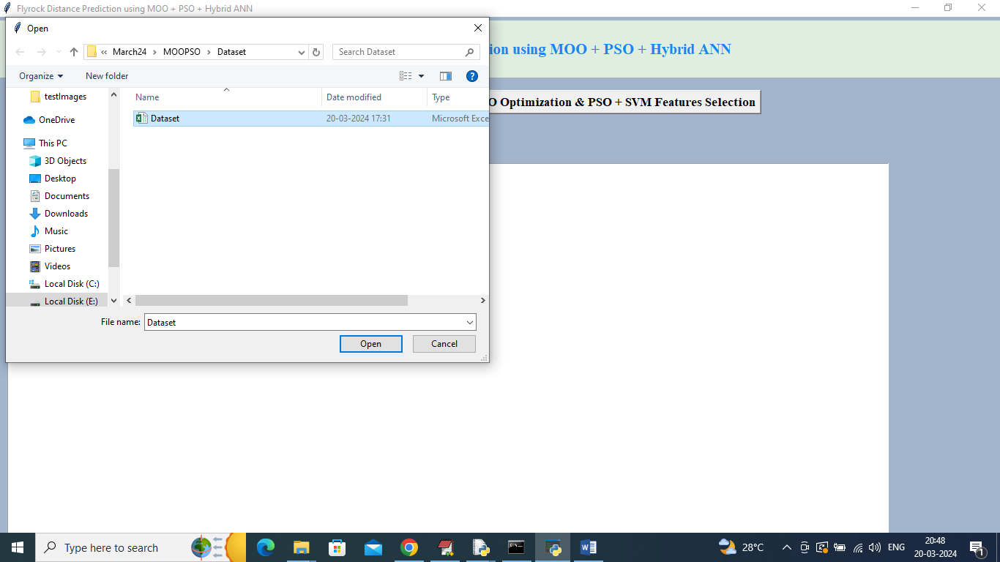 Flyrock Distance Prediction using MOO + PSO + Hybrid ANN
Open
« March24 › MOOPSO › Dataset
Search Dataset
ion using MOO + PSO + Hybrid ANN
Organize
New folder
?
testImages
Name
Date modified
Type
O Optimization & PSO + SVM Features Selection
Dataset
20-03-2024 17:31
Microsoft Exce
OneDrive
This PC
3D Objects
Desktop
Documents
Downloads
Music
Pictures
Videos
Local Disk (C:)
Local Disk (E:)
File name:
Dataset
Open
Cancel
Type here to search
28°C
ENG
20:48
20-03-2024
1